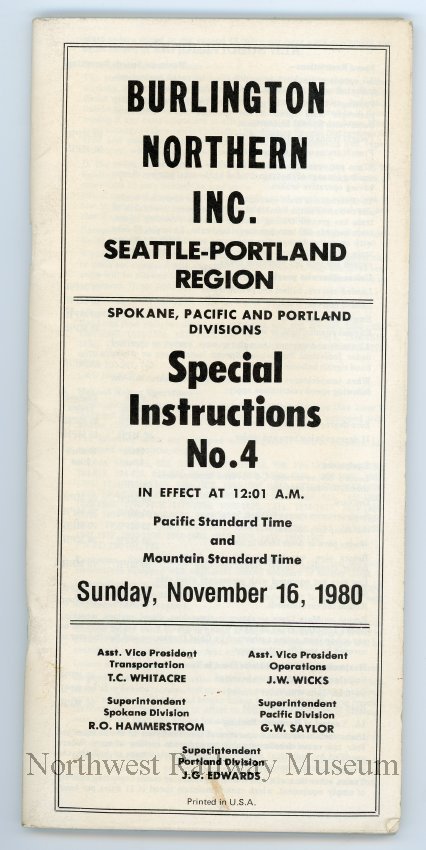 BURLINGTON
NORTHERN
INC.
SEATTLE-PORTLAND
REGION
SPOKANE, PACIFIC AND PORTLAND
DIVISIONS
Special
Instructions
No.4
IN EFFECT AT 12:01 A.M.
Pacific Standard Time
and
Mountain Standard Time
Sunday, November 16, 1980
Asst. Vice President
Transportation
T.C. WHITACRE
Asst. Vice President
Operations
J.W. WICKS
Superintendent
Spokane Division
R.O. HAMMERSTROM
Superintendent
Pacific Division
G.W. SAYLOR
Superintendent
Portland Division
J.G. EDWARDS
Northwest Railway Museum
Printed in U.S.A.